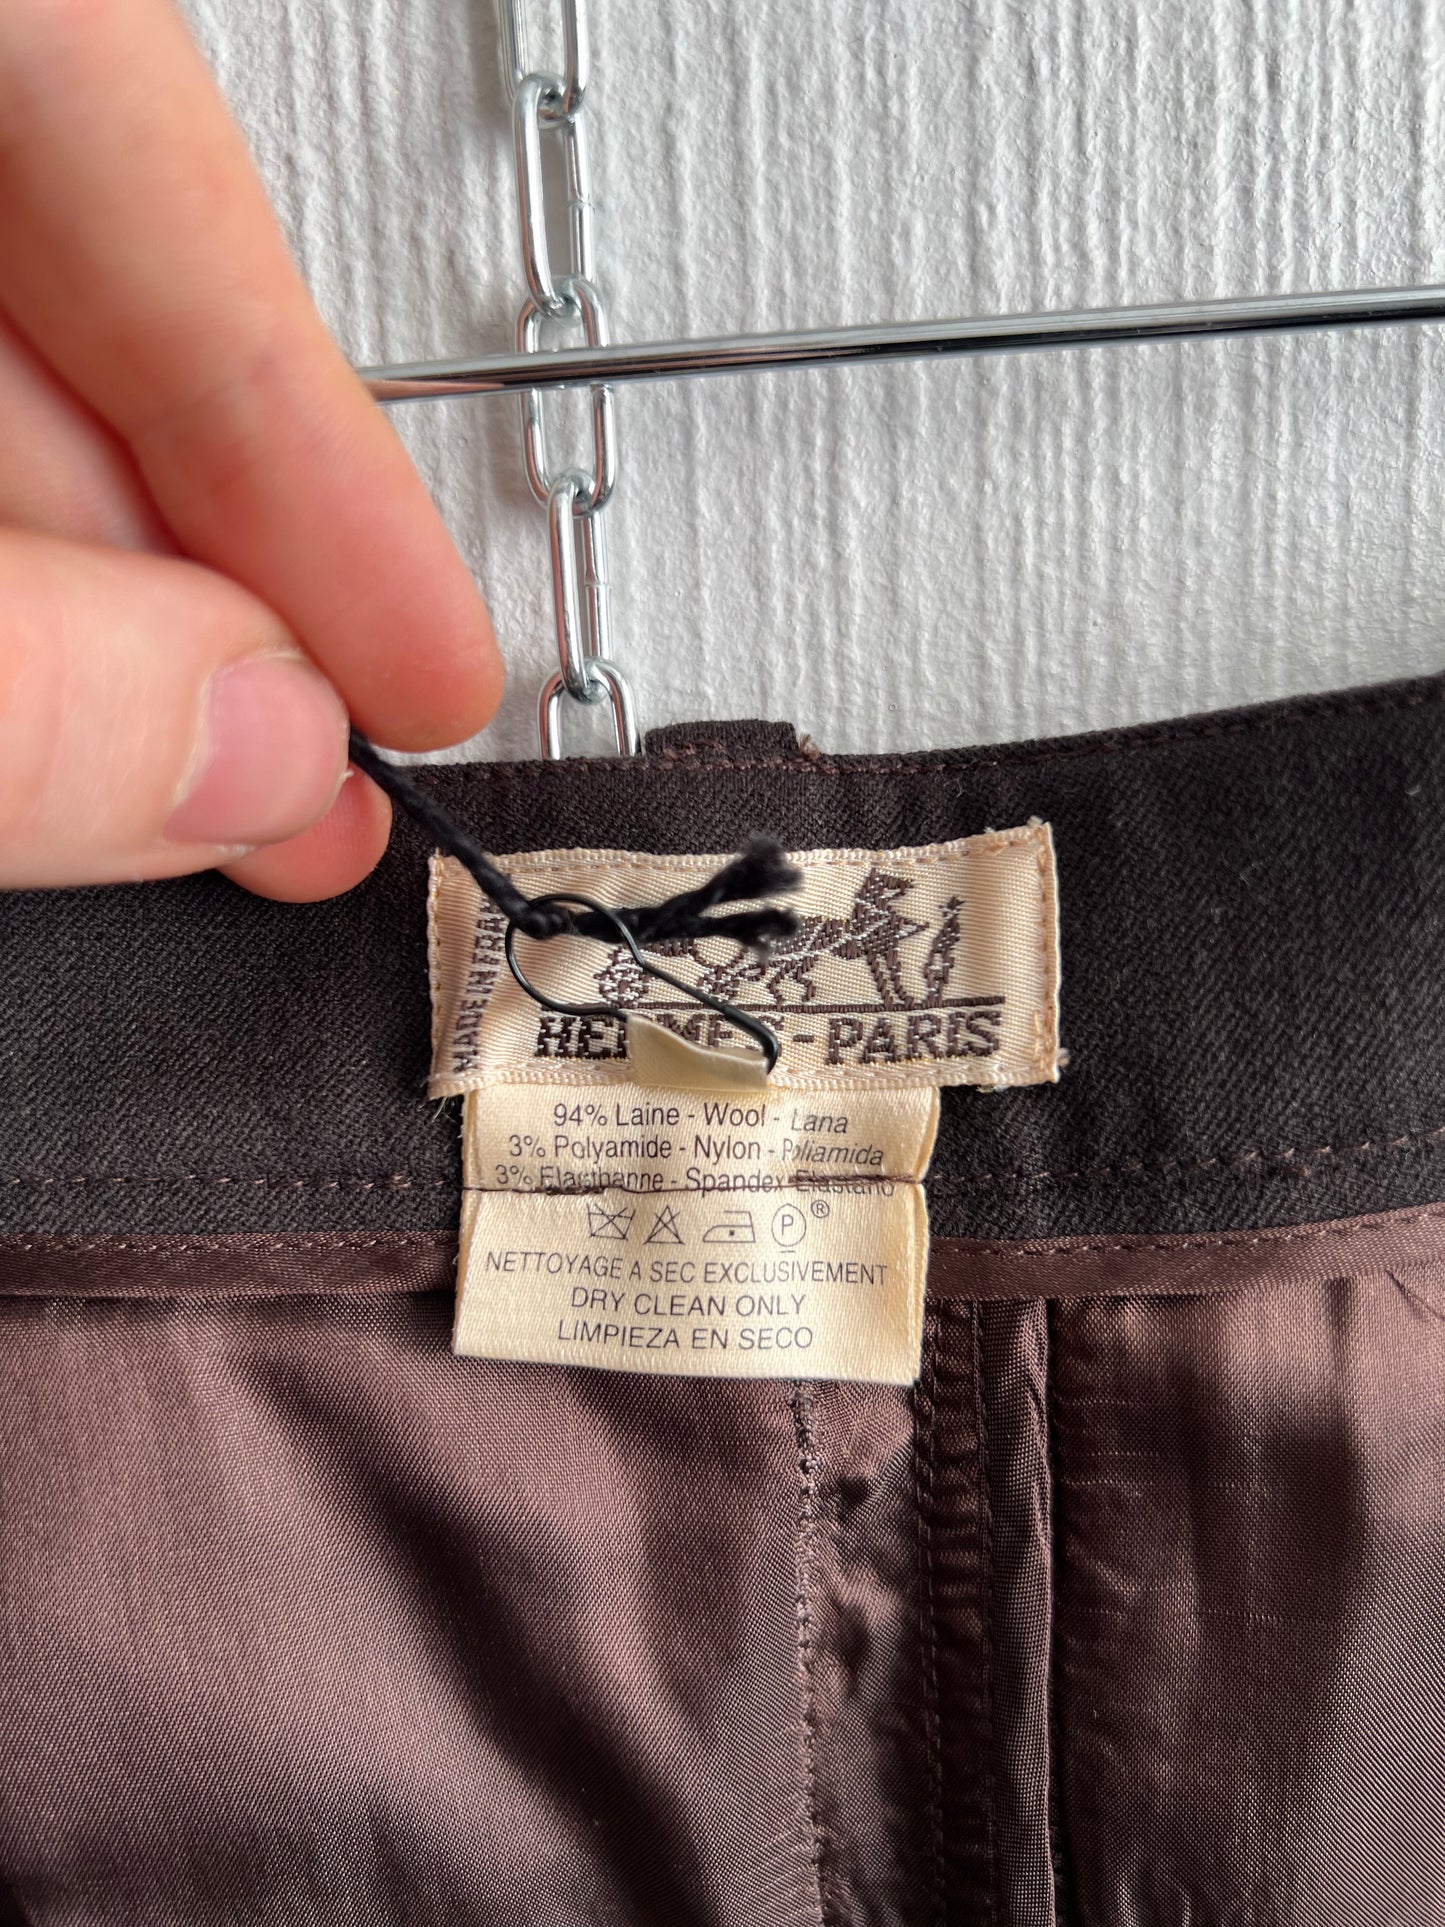 MADE IN FRA
HERMES-PARIS
94% Laine - Wool - Lana
3% Polyamide - Nylon - Poliamida
3% Elasthanne - Spandex Elastano
P ®
NETTOYAGE A SEC EXCLUSIVEMENT
DRY CLEAN ONLY
LIMPIEZA EN SECO